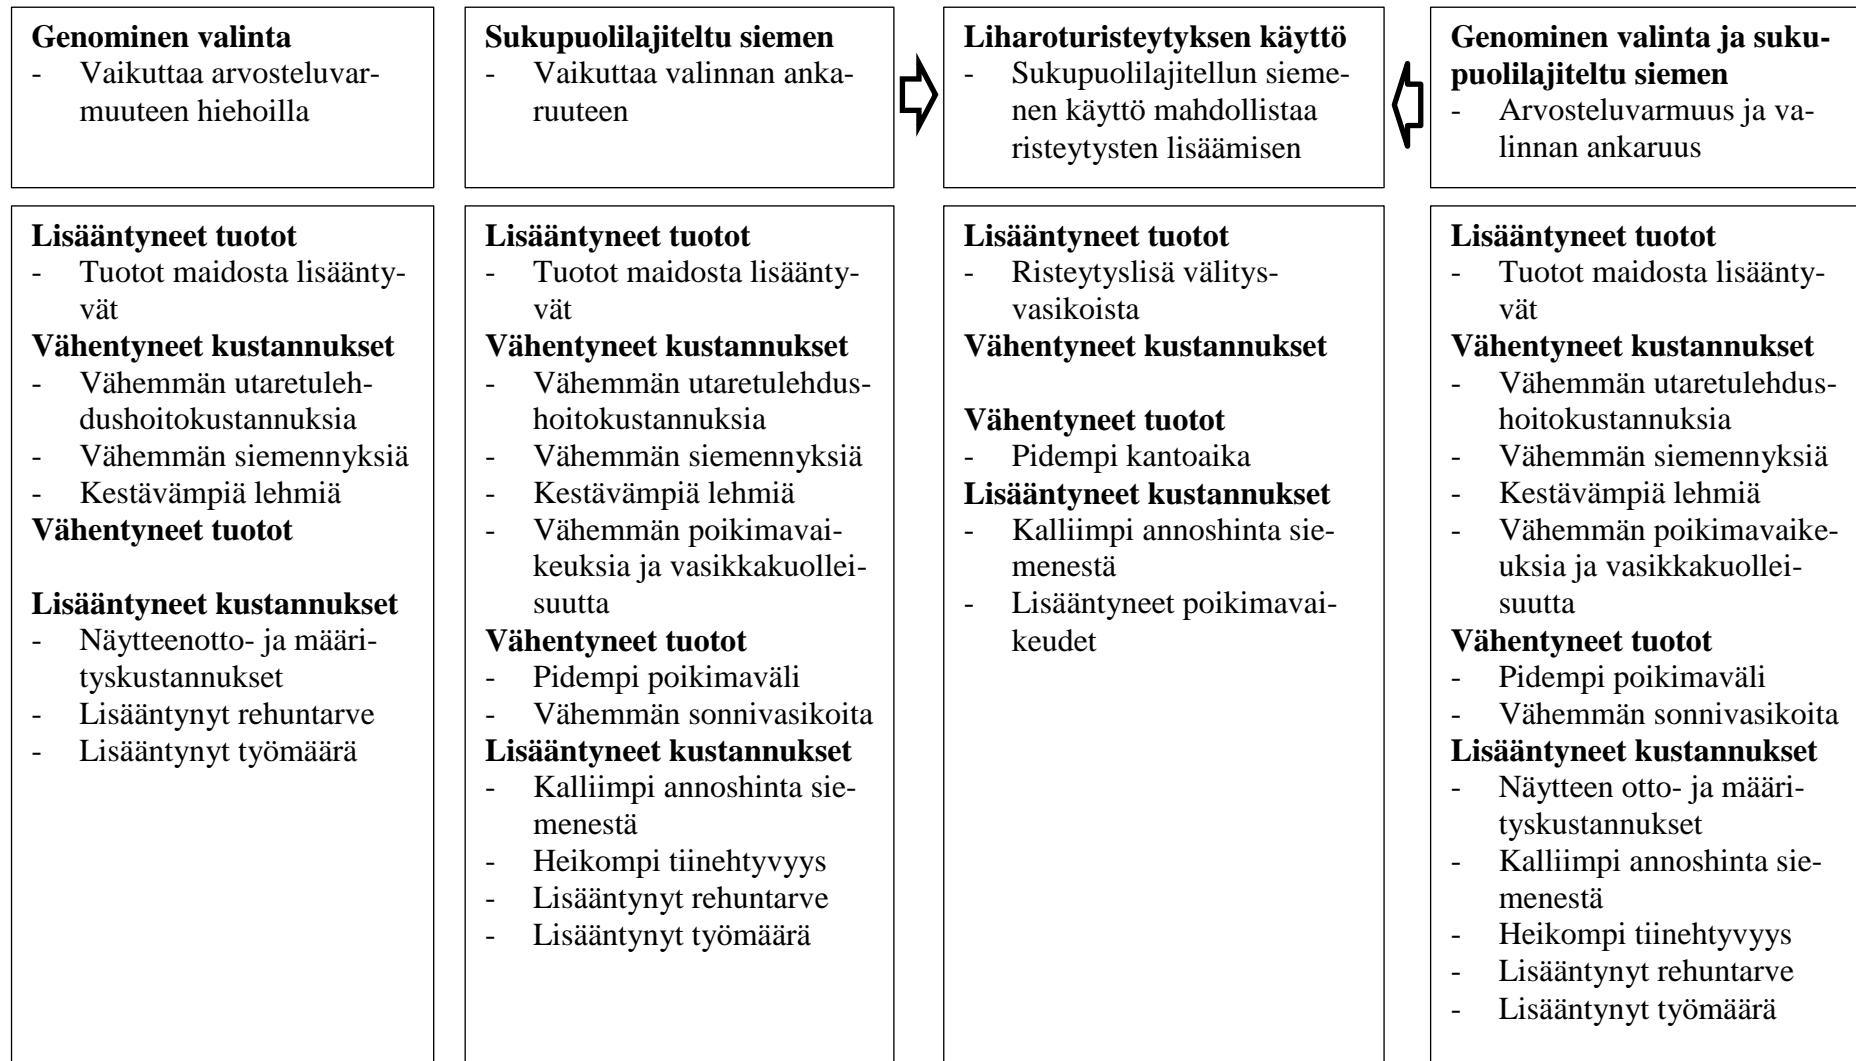 Genominen valinta
- Vaikuttaa arvosteluvar-
muuteen hiehoilla
Sukupuolilajiteltu siemen
- Vaikuttaa valinnan anka-
ruuteen
Liharoturisteytyksen käyttö
- Sukupuolilajitellun sieme-
nen käyttö mahdollistaa
risteytysten lisäämisen
Genominen valinta ja suku-
puolilajiteltu siemen
- Arvosteluvarmuus ja va-
linnan ankaruus
Lisääntyneet tuotot
- Tuotot maidosta lisäänty-
vät
Vähentyneet kustannukset
- Vähemmän utaretuleh-
dushoitokustannuksia
- Vähemmän siemennyksiä
- Kestävämpiä lehmiä
Vähentyneet tuotot
Lisääntyneet kustannukset
- Näytteenotto- ja määri-
tyskustannukset
- Lisääntynyt rehuntarve
- Lisääntynyt työmäärä
Lisääntyneet tuotot
- Tuotot maidosta lisäänty-
vät
Vähentyneet kustannukset
- Vähemmän utaretulehdus-
hoitokustannuksia
- Vähemmän siemennyksiä
- Kestävämpiä lehmiä
- Vähemmän poikimavai-
keuksia ja vasikkakuollei-
suutta
Vähentyneet tuotot
- Pidempi poikimaväli
- Vähemmän sonnivasikoita
Lisääntyneet kustannukset
- Kalliimpi annoshinta sie-
menestä
- Heikompi tiinehtyvyys
- Lisääntynyt rehuntarve
- Lisääntynyt työmäärä
Lisääntyneet tuotot
- Risteytyslisä välitys-
vasikoista
Vähentyneet kustannukset
Vähentyneet tuotot
- Pidempi kantoaika
Lisääntyneet kustannukset
- Kalliimpi annoshinta sie-
menestä
- Lisääntyneet poikimavai-
keudet
Lisääntyneet tuotot
- Tuotot maidosta lisäänty-
vät
Vähentyneet kustannukset
- Vähemmän utaretulehdus-
hoitokustannuksia
- Vähemmän siemennyksiä
- Kestävämpiä lehmiä
- Vähemmän poikimavaike-
uksia ja vasikkakuollei-
suutta
Vähentyneet tuotot
- Pidempi poikimaväli
- Vähemmän sonnivasikoita
Lisääntyneet kustannukset
- Näytteen otto- ja määri-
tyskustannukset
- Kalliimpi annoshinta sie-
menestä
- Heikompi tiinehtyvyys
- Lisääntynyt rehuntarve
- Lisääntynyt työmäärä